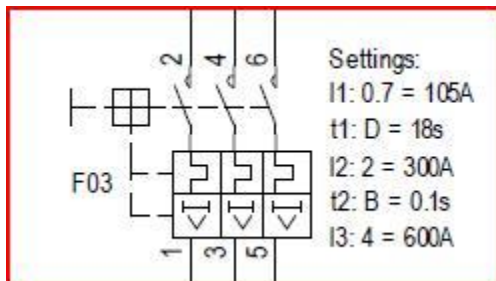 2 4 6
Settings:
I1: 0.7 = 105A
t1: D = 18s
I2: 2 = 300A
F03
t2: B = 0.1s
I3: 4 = 600A
1 3 5